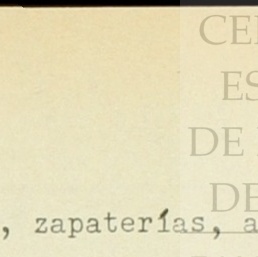 CE
ES
DE
DE
, zapaterías, a